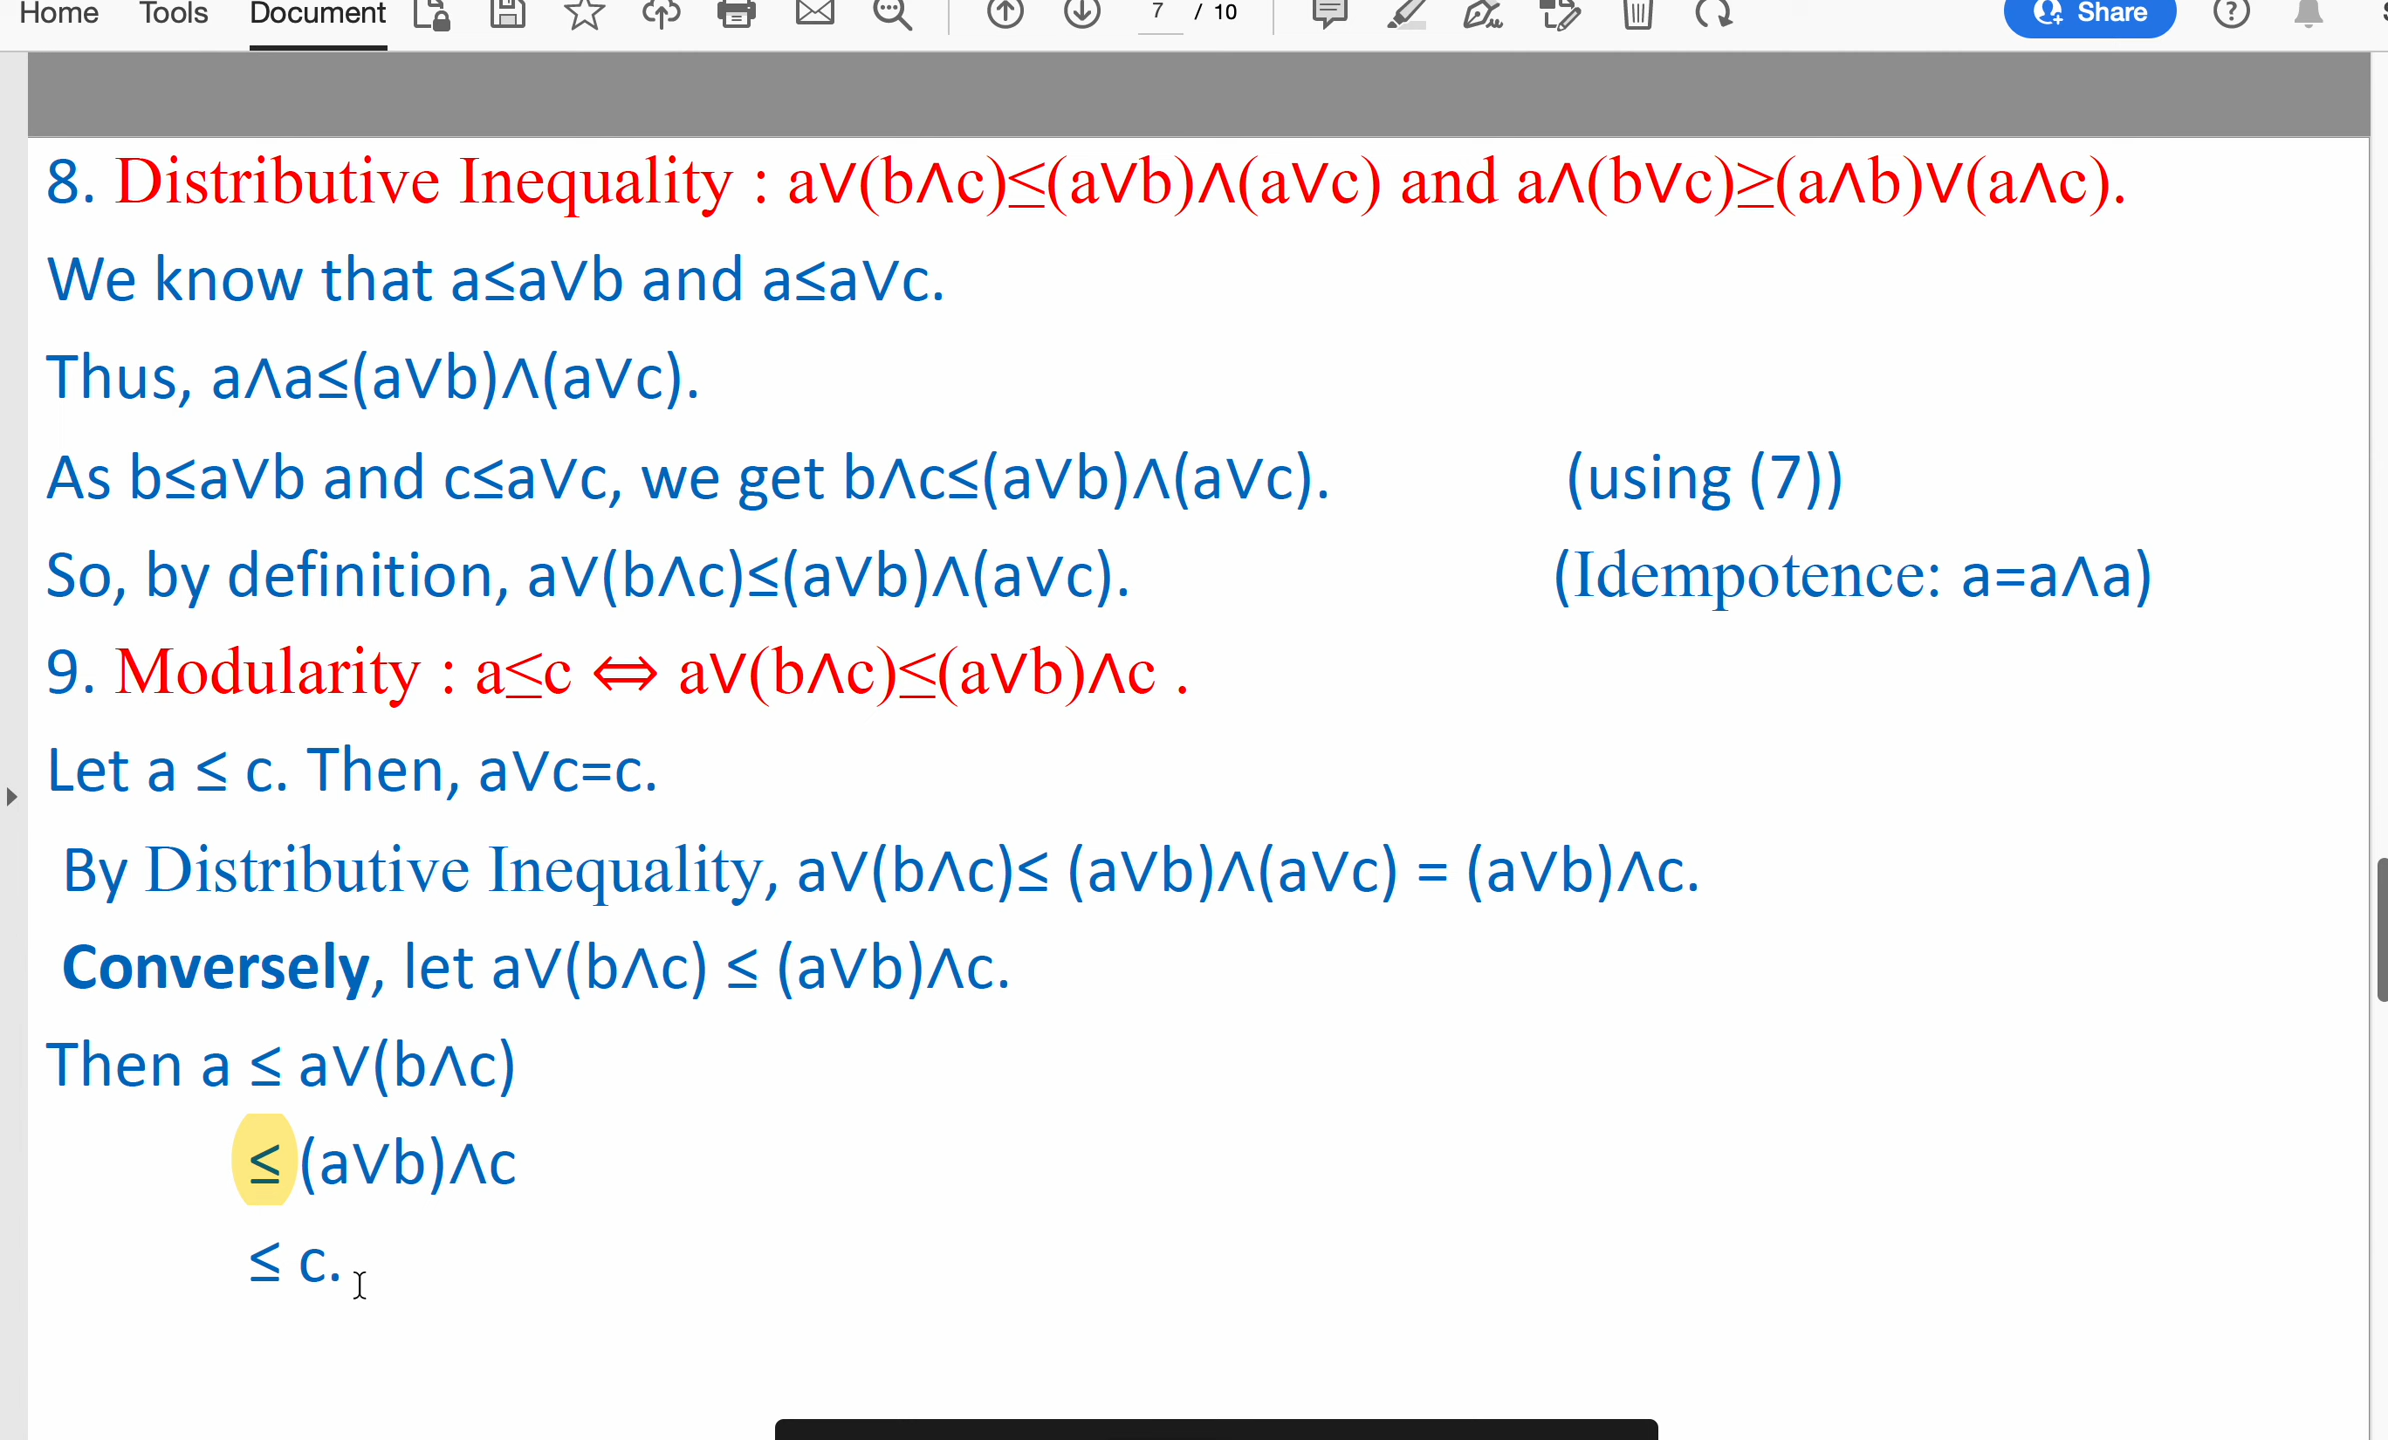 Home Tools Document 7 / 10 Share
8. Distributive Inequality : a∨(b∧c)≤(a∨b)∧(a∨c) and a∧(b∨c)≥(a∧b)∨(a∧c).
We know that a≤a∨b and a≤a∨c.
Thus, a∧a≤(a∨b)∧(a∨c).
As b≤a∨b and c≤a∨c, we get b∧c≤(a∨b)∧(a∨c). (using (7))
So, by definition, a∨(b∧c)≤(a∨b)∧(a∨c). (Idempotence: a=a∧a)
9. Modularity : a≤c ⇔ a∨(b∧c)≤(a∨b)∧c .
Let a ≤ c. Then, a∨c=c.
By Distributive Inequality, a∨(b∧c)≤ (a∨b)∧(a∨c) = (a∨b)∧c.
Conversely, let a∨(b∧c) ≤ (a∨b)∧c.
Then a ≤ a∨(b∧c)
≤ (a∨b)∧c
≤ c.